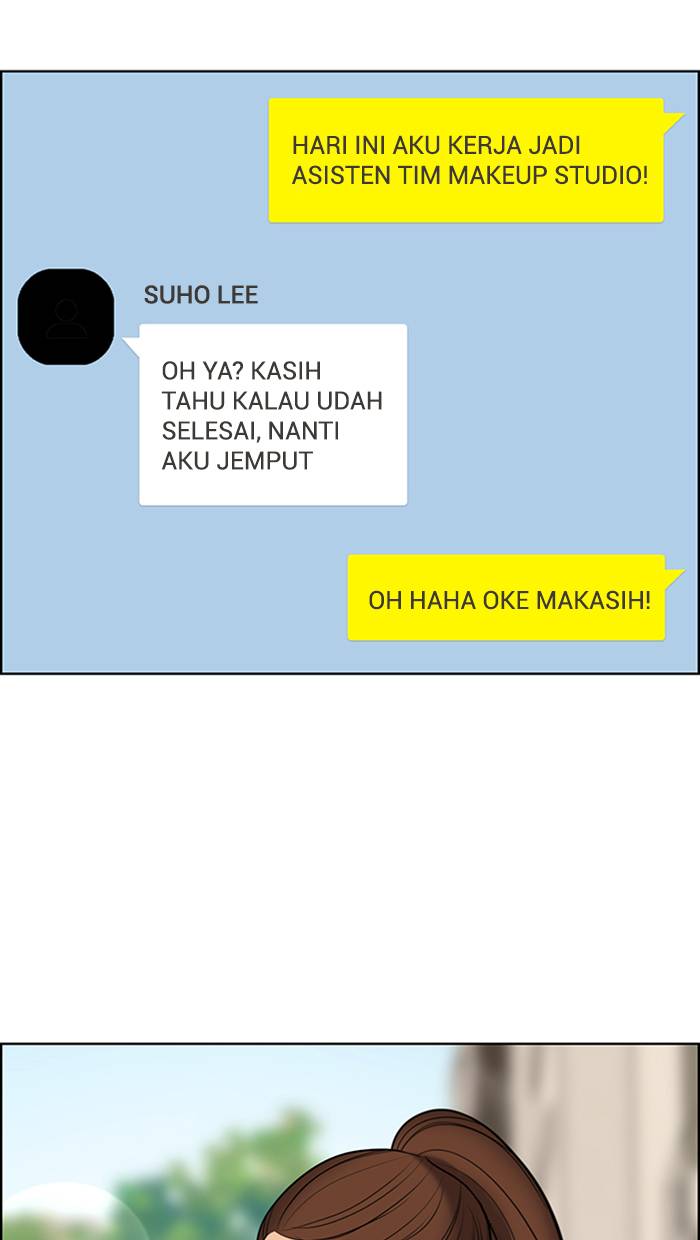 HARI INI AKU KERJA JADI
ASISTEN TIM MAKEUP STUDIO!
SUHO LEE
OH YA? KASIH
TAHU KALAU UDAH
SELESAI, NANTI
AKU JEMPUT
OH HAHA OKE MAKASIH!